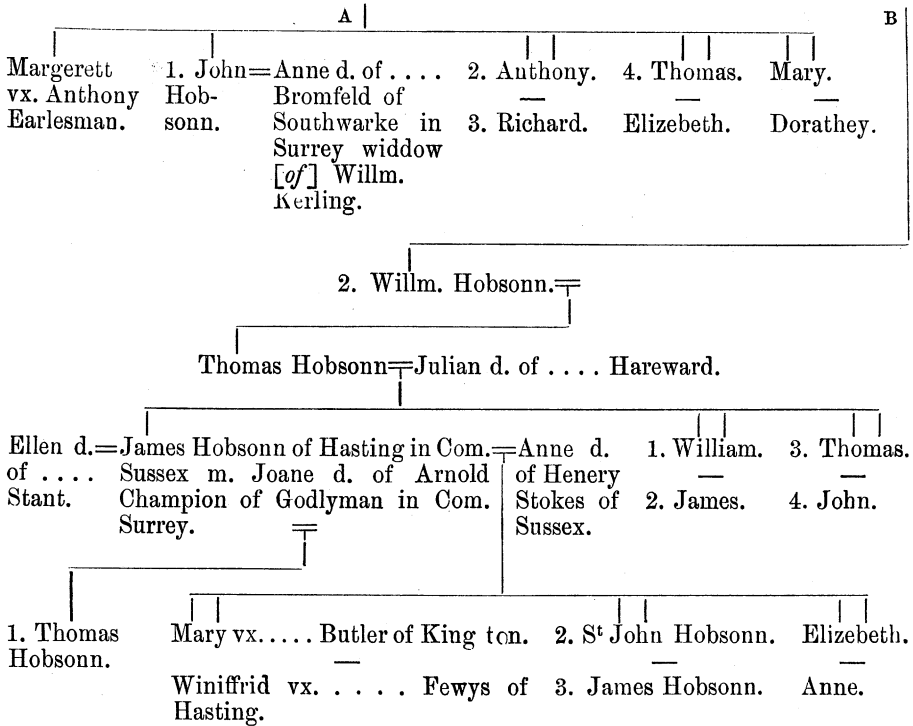 A B
Margerett 1. John=Anne d. of . . . . 2. Anthony. 4. Thomas. Mary.
vx. Anthony Hob- Bromfeld of
Earlesman. sonn. Southwarke in 3. Richard. Elizebeth. Dorathey.
Surrey widdow
[of] Willm.
Kerling.
2. Willm. Hobsonn.=
Thomas Hobsonn=Julian d. of . . . . Hareward.
Ellen d.=James Hobsonn of Hasting in Com.=Anne d. 1. William. 3. Thomas.
of . . . . Sussex m. Joane d. of Arnold of Henery
Stant. Champion of Godlyman in Com. Stokes of 2. James. 4. John.
Surrey. = Sussex.
1. Thomas Mary vx. . . . . Butler of King ton. 2. St John Hobsonn. Elizebeth.
Hobsonn.
Winiffrid vx. . . . . Fewys of 3. James Hobsonn. Anne.
Hasting.